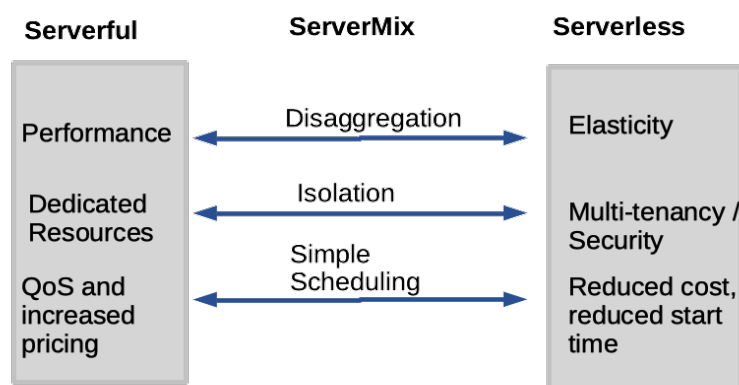 Serverful
ServerMix
Serverless
Performance
Disaggregation
Elasticity
Dedicated
Resources
Isolation
Multi-tenancy /
Security
QoS and
increased
pricing
Simple
Scheduling
Reduced cost,
reduced start
time